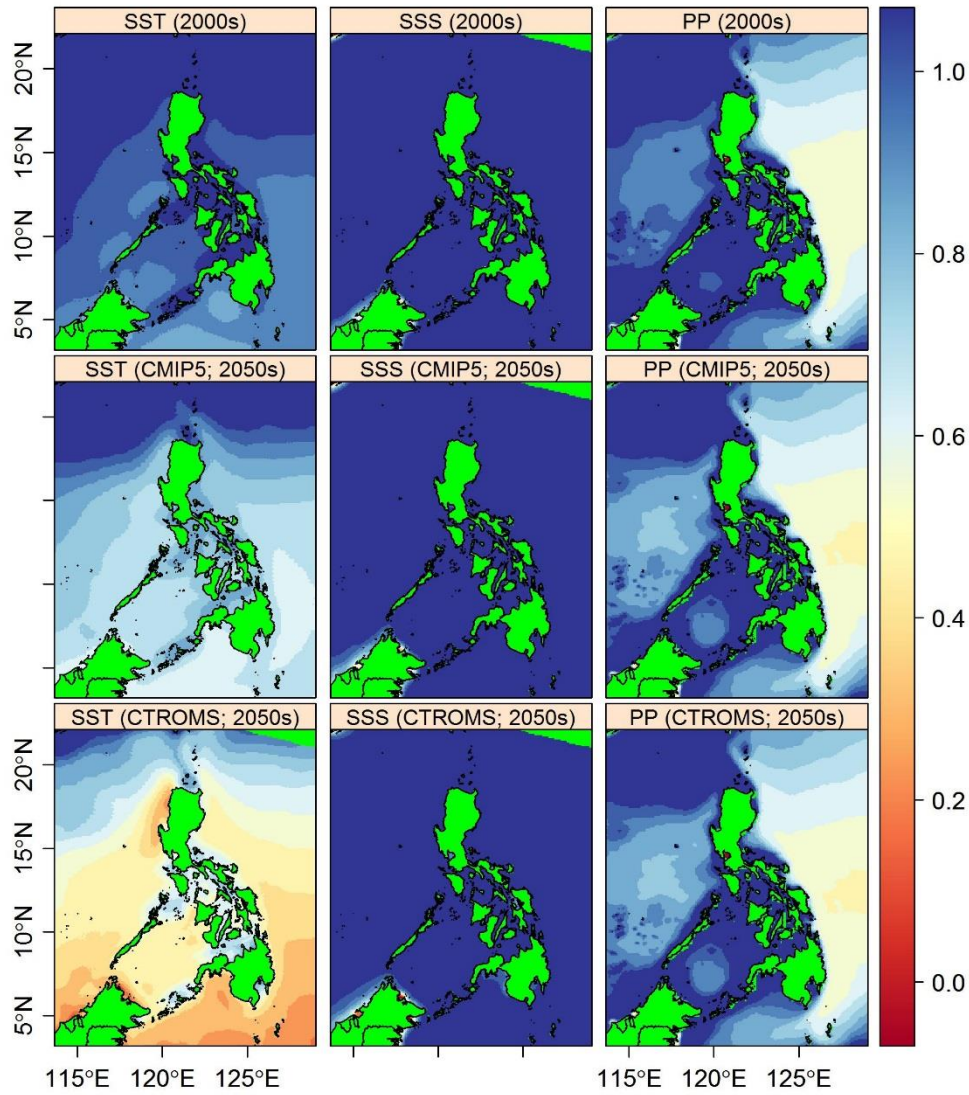 SST (2000s) SSS (2000s) PP (2000s)
20°N
15°N
10°N
5°N
SST (CMIP5; 2050s) SSS (CMIP5; 2050s) PP (CMIP5; 2050s)
SST (CTROMS; 2050s) SSS (CTROMS; 2050s) PP (CTROMS; 2050s)
20°N
15°N
10°N
5°N
115°E 120°E 125°E 115°E 120°E 125°E
1.0
0.8
0.6
0.4
0.2
0.0